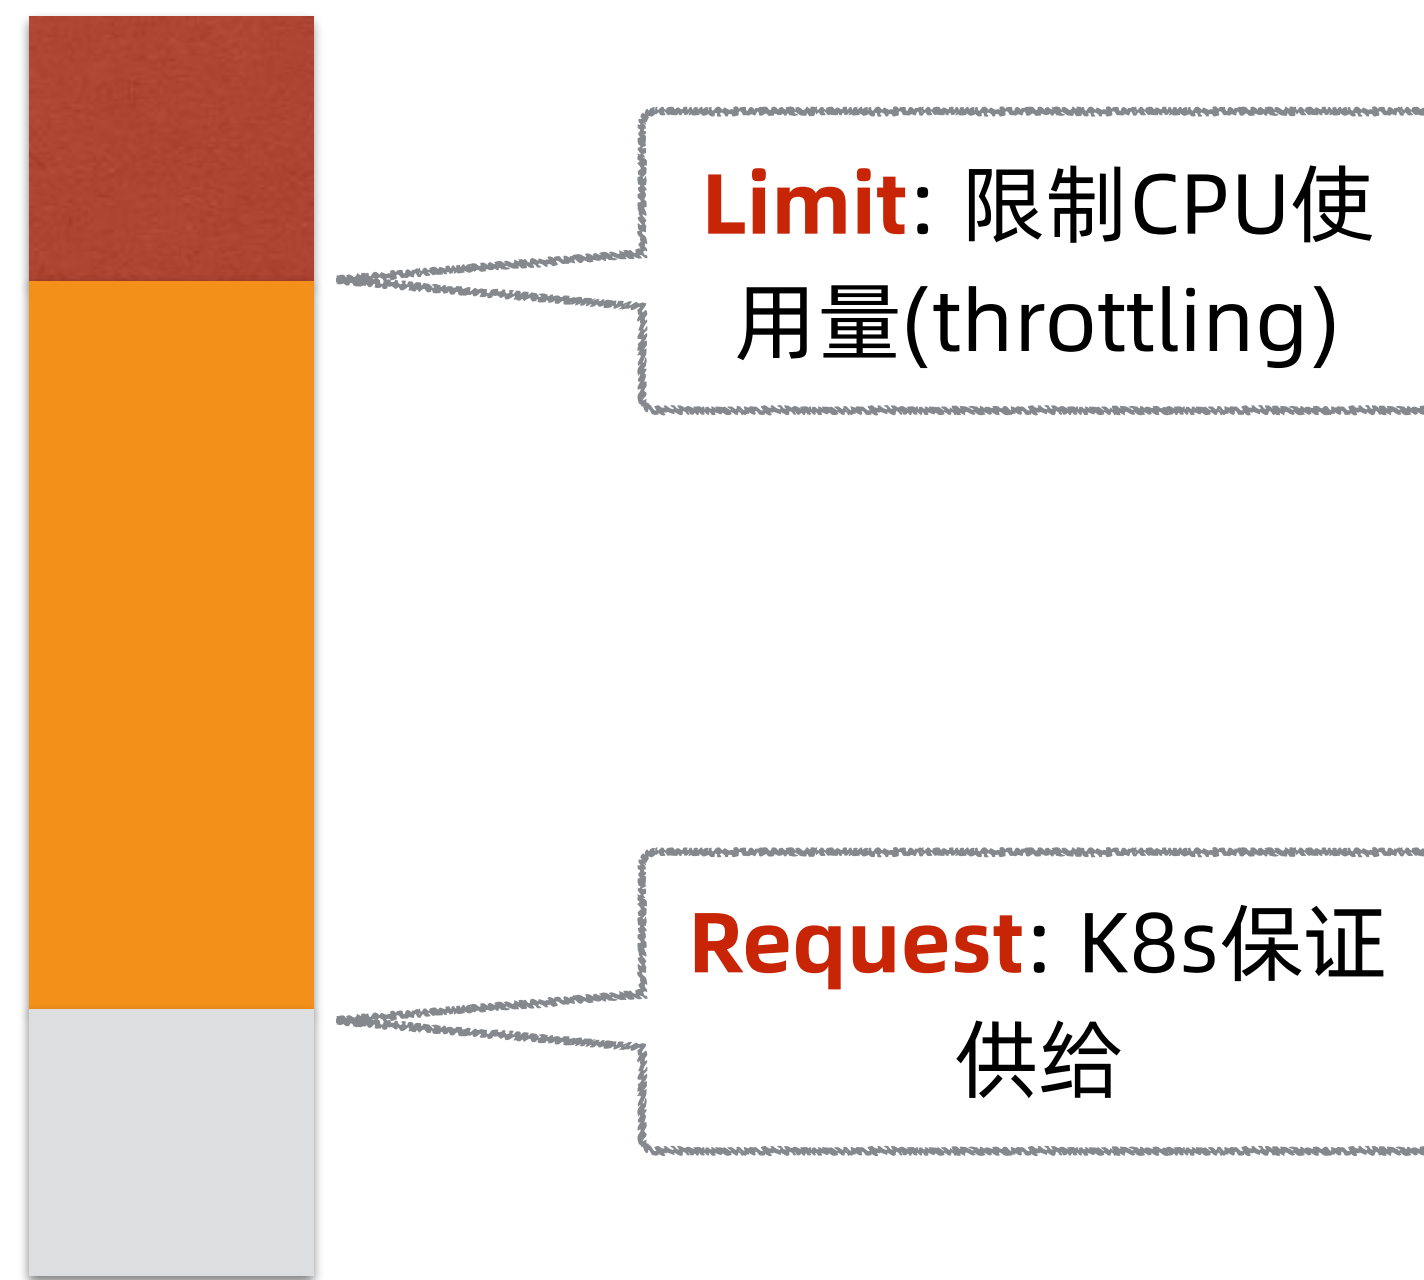 Limit: 限制CPU使
用量(throttling)
Request: K8s保证
供给